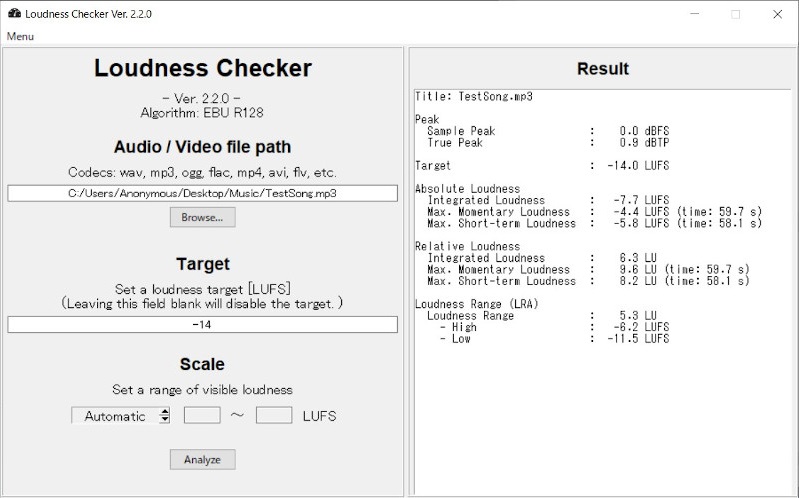 Loudness Checker Ver. 2.2.0
Menu
Loudness Checker
- Ver. 2.2.0 -
Algorithm: EBU R128
Audio / Video file path
Codecs: wav, mp3, ogg, flac, mp4, avi, flv, etc.
C:/Users/Anonymous/Desktop/Music/TestSong.mp3
Browse...
Target
Set a loudness target [LUFS]
(Leaving this field blank will disable the target. )
-14
Scale
Set a range of visible loudness
Automatic ～ LUFS
Analyze
Result
Title: TestSong.mp3
Peak
Sample Peak : 0.0 dBFS
True Peak : 0.9 dBTP
Target : -14.0 LUFS
Absolute Loudness
Integrated Loudness : -7.7 LUFS
Max. Momentary Loudness : -4.4 LUFS (time: 59.7 s)
Max. Short-term Loudness : -5.8 LUFS (time: 58.1 s)
Relative Loudness
Integrated Loudness : 6.3 LU
Max. Momentary Loudness : 9.6 LU (time: 59.7 s)
Max. Short-term Loudness : 8.2 LU (time: 58.1 s)
Loudness Range (LRA)
Loudness Range : 5.3 LU
- High : -6.2 LUFS
- Low : -11.5 LUFS